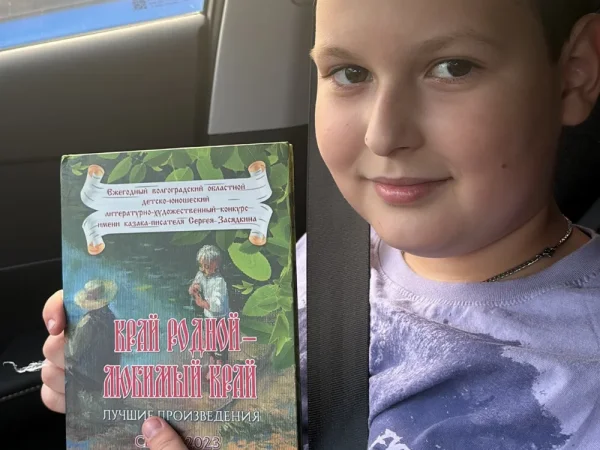 Ежегодный волгоградский областной
детско-юношеский
литературно-художественный конкурс
имени казака-писателя Сергея Засядкина
КРАЙ РОДНОЙ –
ЛЮБИМЫЙ КРАЙ
ЛУЧШИЕ ПРОИЗВЕДЕНИЯ
2023